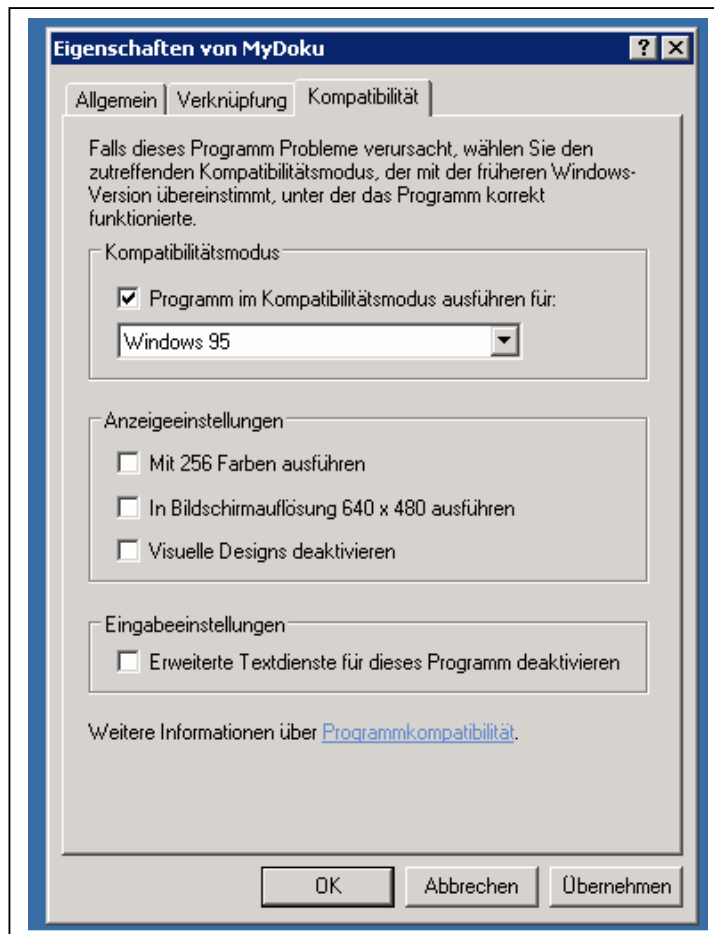 Eigenschaften von MyDoku
Allgemein Verknüpfung Kompatibilität
Falls dieses Programm Probleme verursacht, wählen Sie den
zutreffenden Kompatibilitätsmodus, der mit der früheren Windows-
Version übereinstimmt, unter der das Programm korrekt
funktionierte.
Kompatibilitätsmodus
Programm im Kompatibilitätsmodus ausführen für:
Windows 95
Anzeigeeinstellungen
Mit 256 Farben ausführen
In Bildschirmauflösung 640 x 480 ausführen
Visuelle Designs deaktivieren
Eingabeeinstellungen
Erweiterte Textdienste für dieses Programm deaktivieren
Weitere Informationen über Programmkompatibilität.
OK Abbrechen Übernehmen